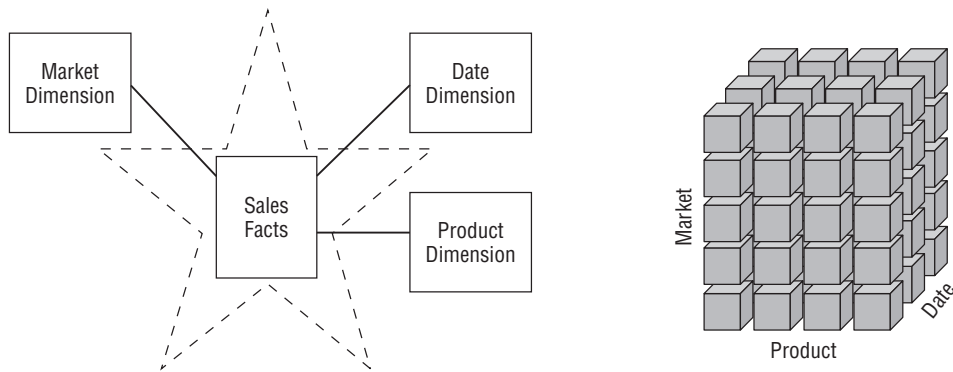 Market
Dimension
Date
Dimension
Sales
Facts
Product
Dimension
Market
Product
Date